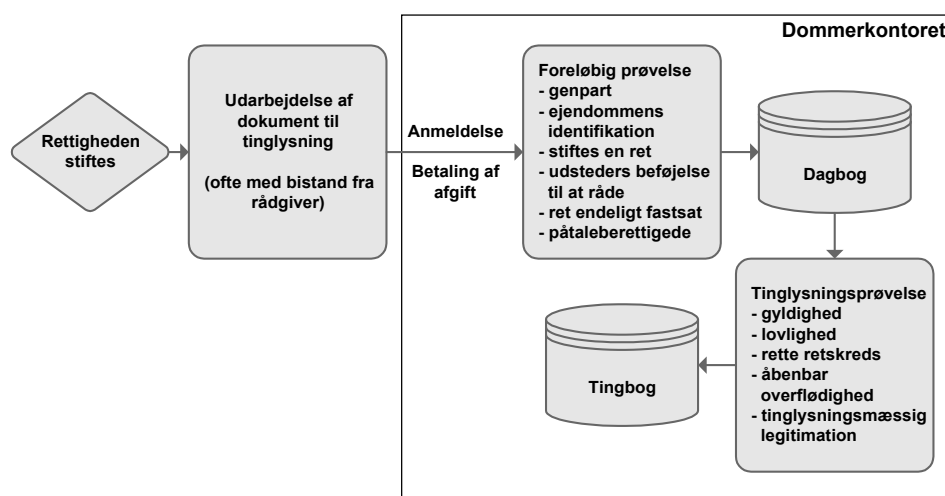 Dommerkontoret
Rettigheden
stiftes
Udarbejdelse af
dokument til
tinglysning
(ofte med bistand fra
rådgiver)
Anmeldelse
Betaling af
afgift
Foreløbig prøvelse
- genpart
- ejendommens
identifikation
- stiftes en ret
- udsteders beføjelse
til at råde
- ret endeligt fastsat
- påtaleberettigede
Dagbog
Tinglysningsprøvelse
- gyldighed
- lovlighed
- rette retskreds
- åbenbar
overflødighed
- tinglysningsmæssig
legitimation
Tingbog